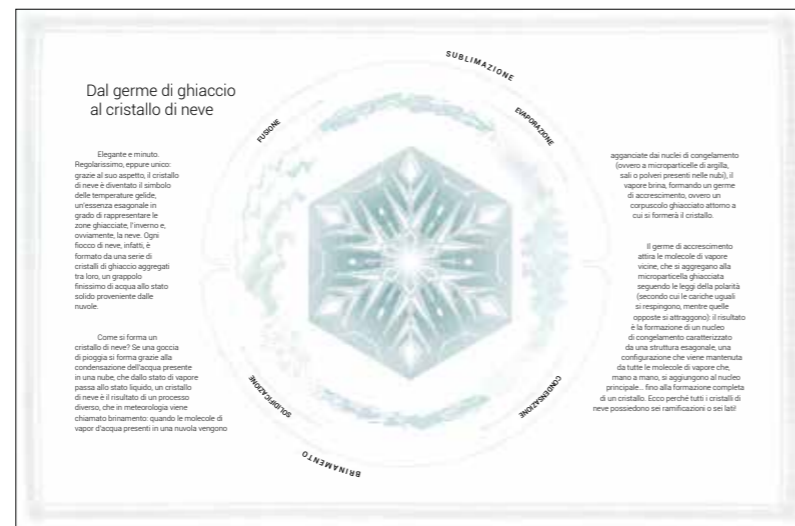 Dal germe di ghiaccio
al cristallo di neve
Elegante e minuto.
Regolarissimo, eppure unico:
grazie al suo aspetto, il cristallo
di neve è diventato il simbolo
delle temperature gelide,
un'essenza esagonale in
grado di rappresentare le
zone ghiacciate, l'inverno e,
ovviamente, la neve. Ogni
fiocco di neve, infatti, è
formato da una serie di
cristalli di ghiaccio aggregati
tra loro, un grappolo
finissimo di acqua allo stato
solido proveniente dalle
nuvole.
Come si forma un
cristallo di neve? Se una goccia
di pioggia si forma grazie alla
condensazione dell'acqua presente
in una nube, che dallo stato di vapore
passa allo stato liquido, un cristallo
di neve è il risultato di un processo
diverso, che in meteorologia viene
chiamato brinamento: quando le molecole di
vapor d'acqua presenti in una nuvola vengono
SUBLIMAZIONE
FUSIONE
EVAPORAZIONE
SOLIDIFICAZIONE
CONDENSAZIONE
BRINAMENTO
agganciate dai nuclei di congelamento
(ovvero a microparticelle di argilla,
sali o polveri presenti nelle nubi), il
vapore brina, formando un germe
di accrescimento, ovvero un
corpuscolo ghiacciato attorno a
cui si formerà il cristallo.
Il germe di accrescimento
attira le molecole di vapore
vicine, che si aggregano alla
microparticella ghiacciata
seguendo le leggi della polarità
(secondo cui le cariche uguali
si respingono, mentre quelle
opposte si attraggono): il risultato
è la formazione di un nucleo
di congelamento caratterizzato
da una struttura esagonale, una
configurazione che viene mantenuta
da tutte le molecole di vapore che,
mano a mano, si aggiungono al nucleo
principale... fino alla formazione completa
di un cristallo. Ecco perché tutti i cristalli di
neve possiedono sei ramificazioni o sei lati!